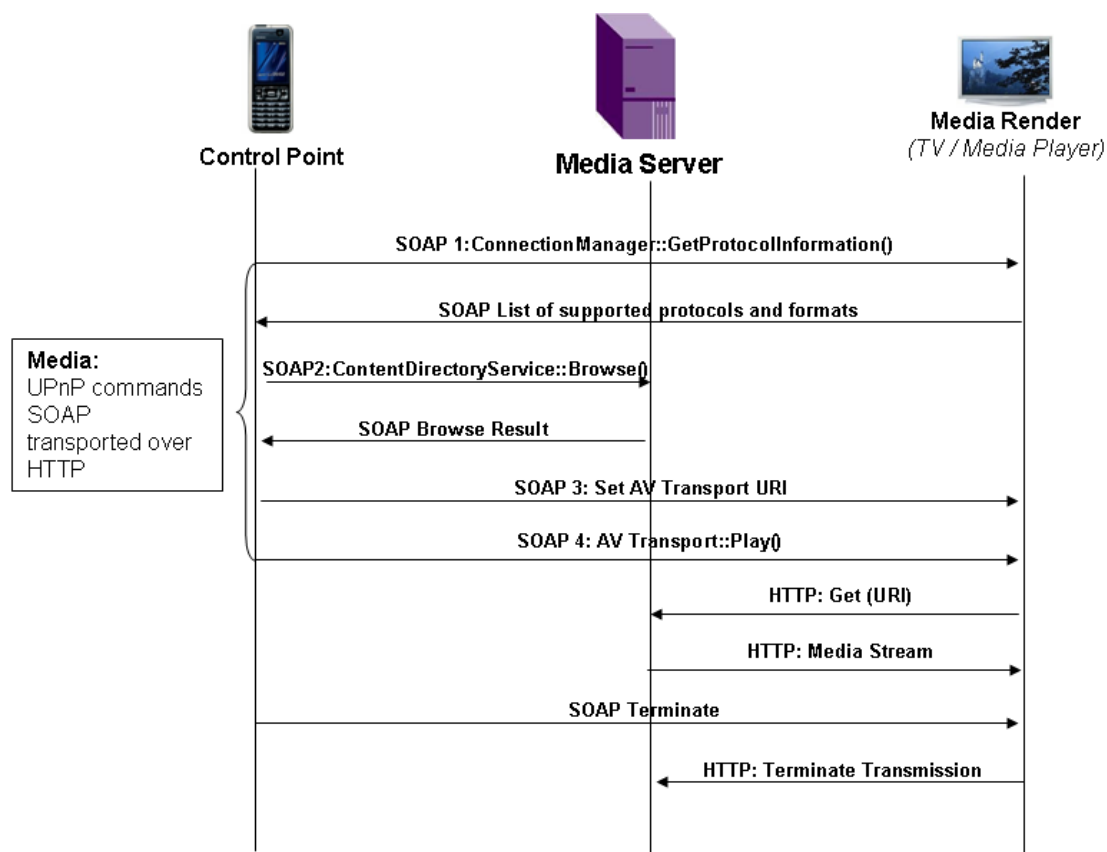 Control Point
Media Server
Media Render
(TV / Media Player)
SOAP 1:ConnectionManager::GetProtocolInformation()
SOAP List of supported protocols and formats
SOAP2:ContentDirectoryService::Browse()
SOAP Browse Result
Media:
UPnP commands
SOAP
transported over
HTTP
SOAP 3: Set AV Transport URI
SOAP 4: AV Transport::Play()
HTTP: Get (URI)
HTTP: Media Stream
SOAP Terminate
HTTP: Terminate Transmission